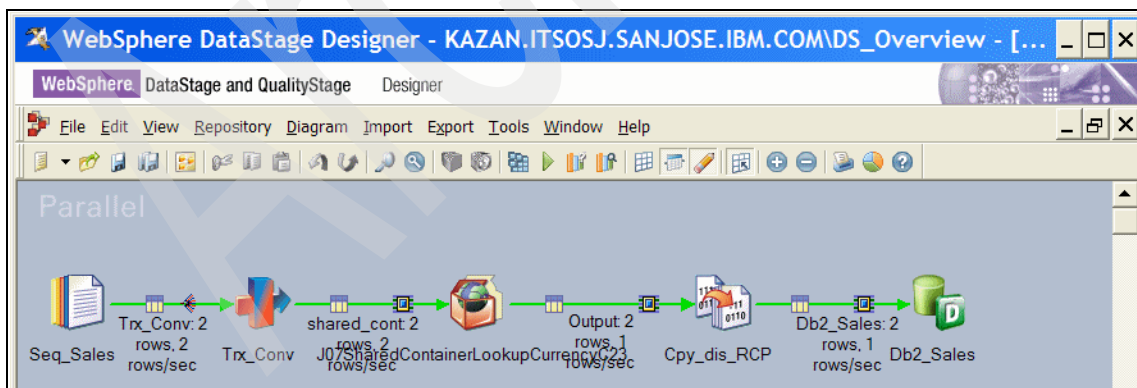 WebSphere DataStage Designer - KAZAN.ITSOSJ.SANJOSE.IBM.COM\DS_Overview - [...
WebSphere. DataStage and QualityStage Designer
File Edit View Repository Diagram Import Export Tools Window Help
Parallel
Trx_Conv: 2
rows, 2
rows/sec
shared_cont: 2
rows, 2
rows/sec
Output: 2
rows, 1
rows/sec
Db2_Sales: 2
rows, 1
rows/sec
Seq_Sales
Trx_Conv
J07SharedContainerLookupCurrencyC23
Cpy_dis_RCP
Db2_Sales